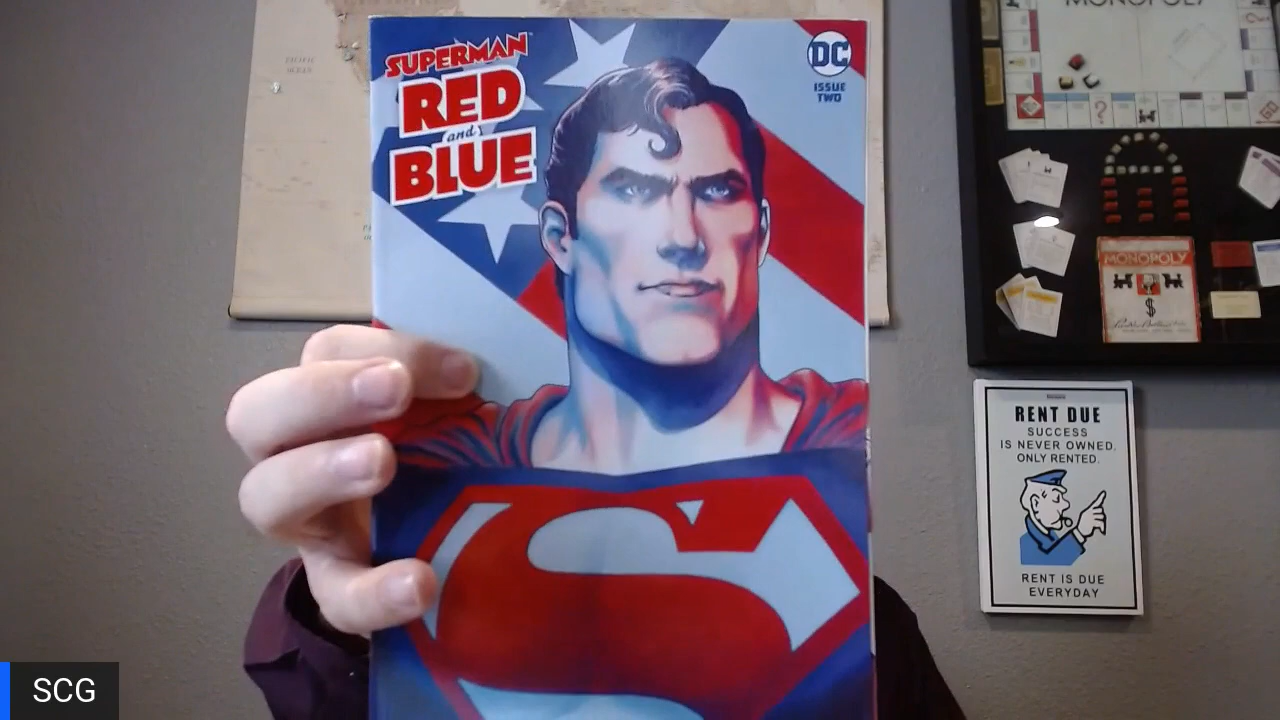 SUPERMAN
RED
and
BLUE
DC
ISSUE
TWO
MONOPOLY
MONOPOLY
RENT DUE
SUCCESS
IS NEVER OWNED.
ONLY RENTED.
RENT IS DUE
EVERYDAY
SCG